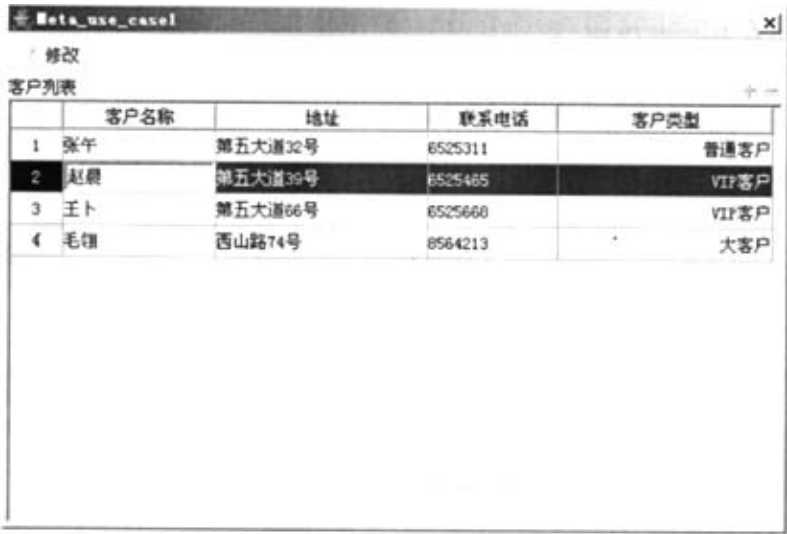 Meta_use_case1
修改
客户列表
客户名称 地址 联系电话 客户类型
1 张午 第五大道32号 6525311 普通客户
2 赵晨 第五大道39号 6525465 VIP客户
3 王卜 第五大道66号 6525668 VIP客户
4 毛翎 西山路74号 8564213 大客户